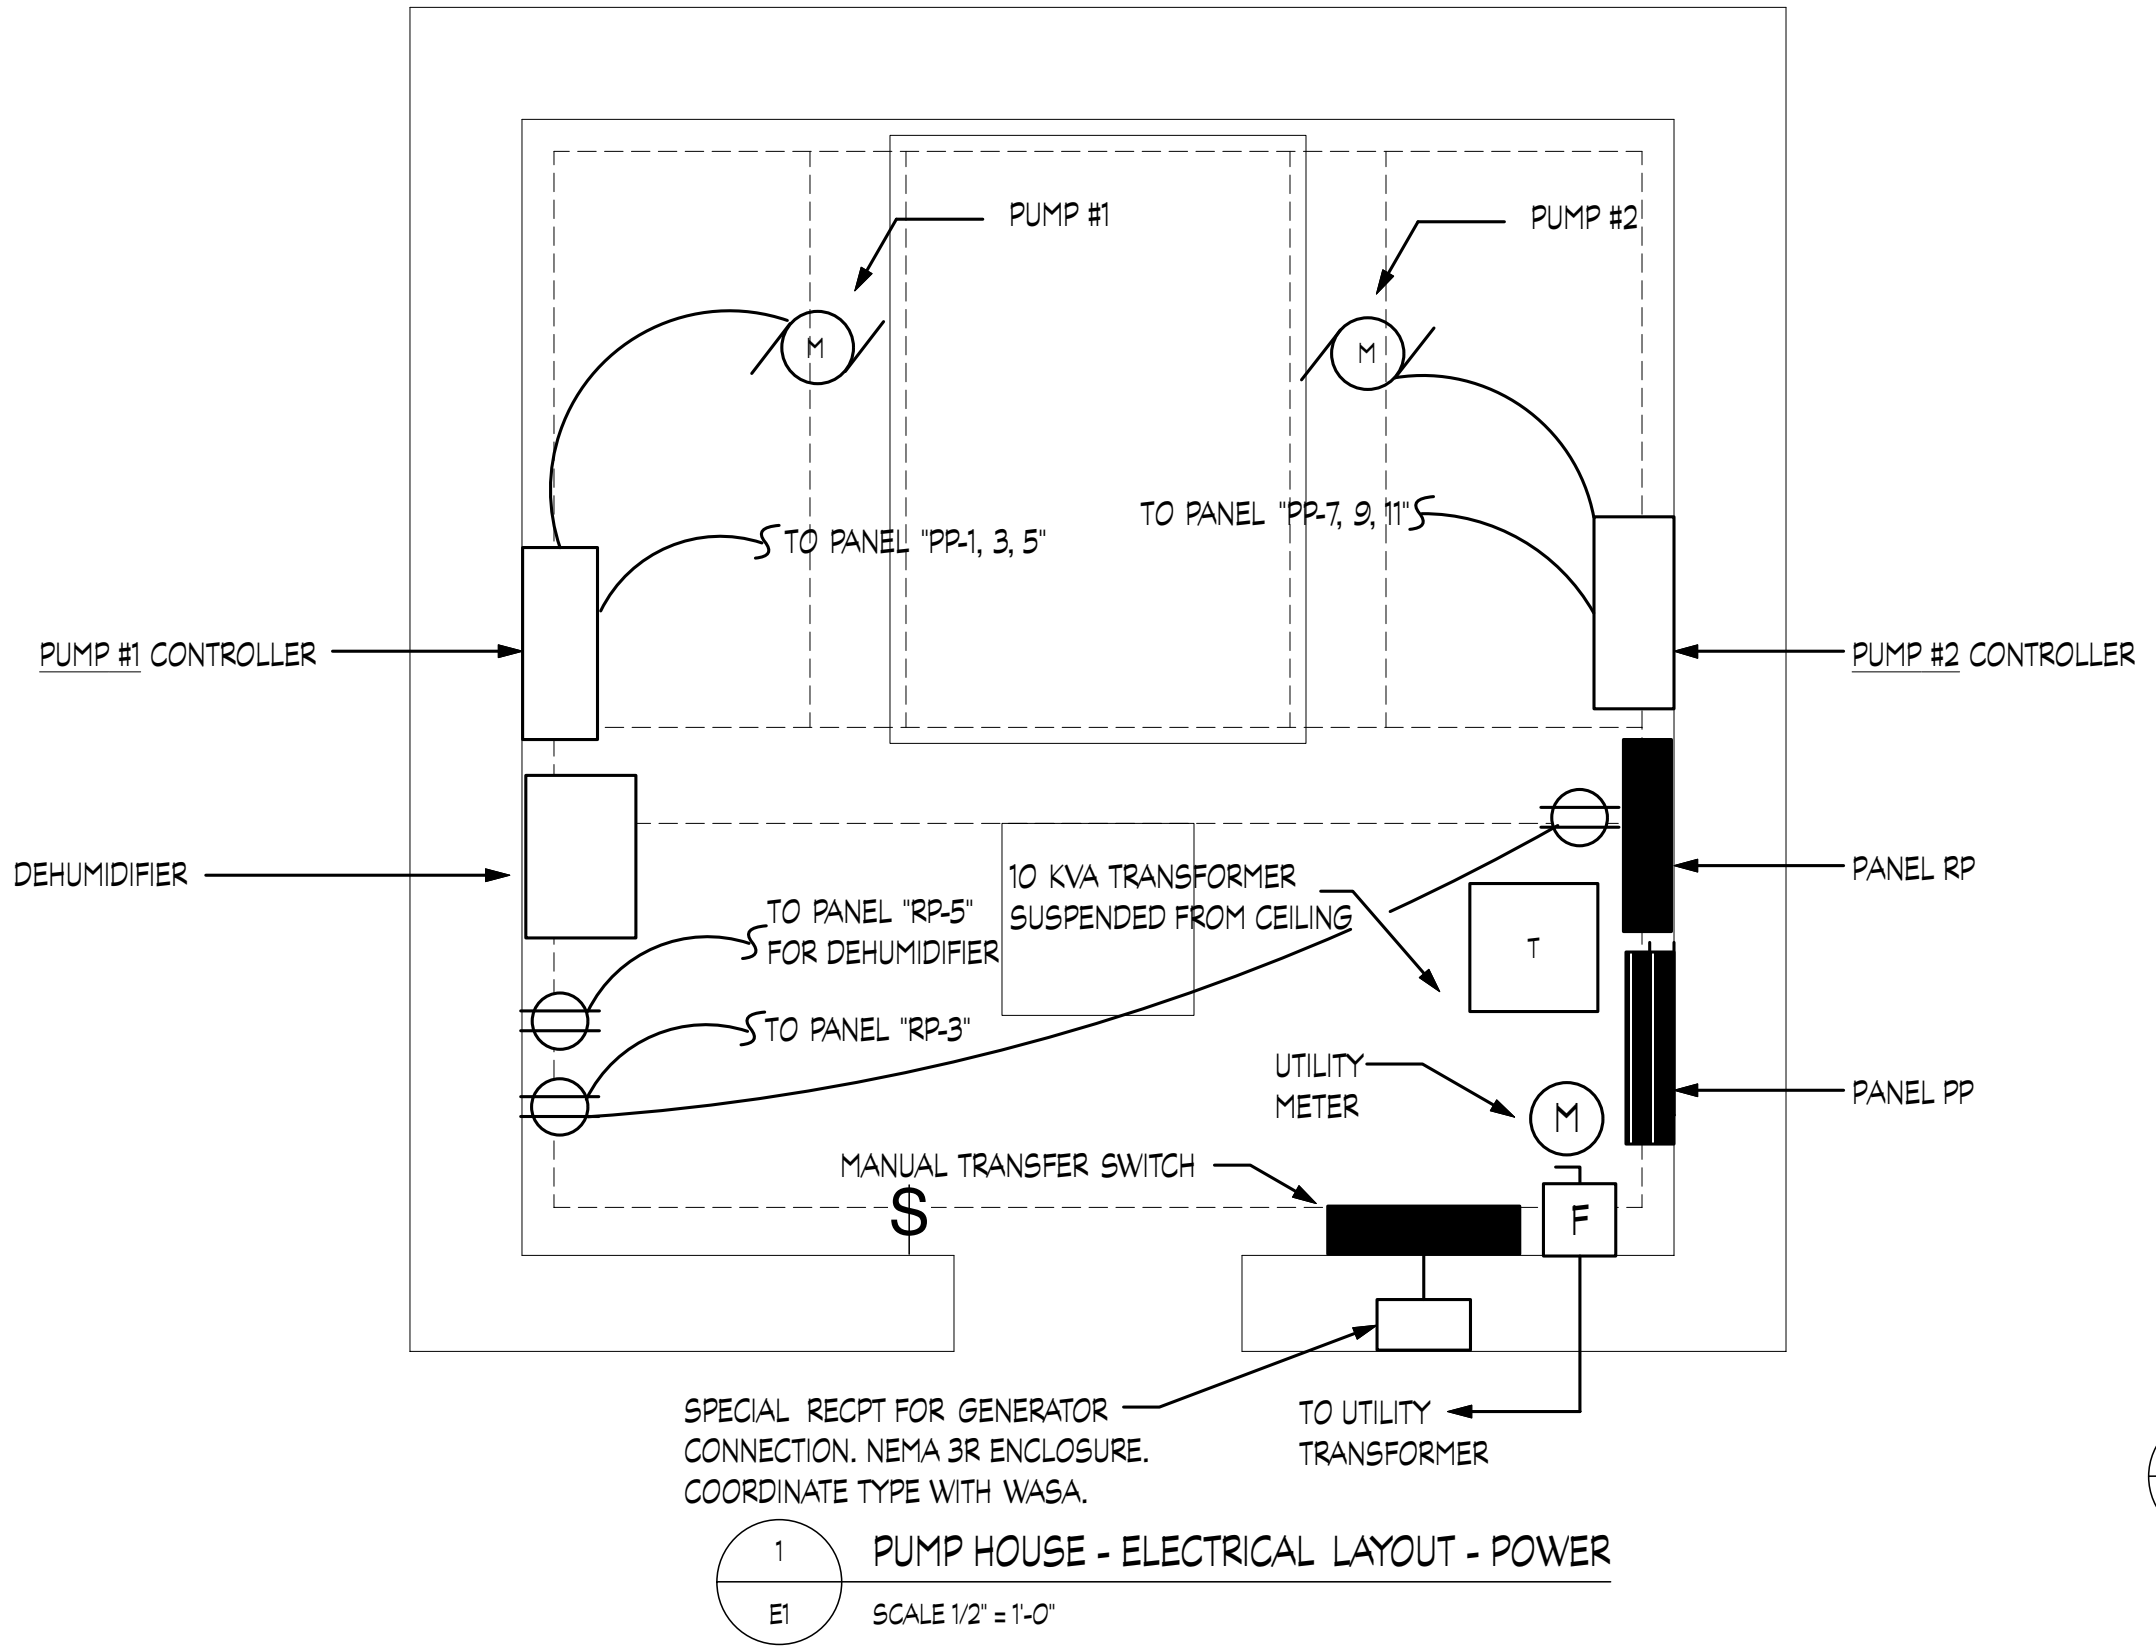 PUMP #1
PUMP #2
M
M
TO PANEL "PP-7, 9, 11"
TO PANEL "PP-1, 3, 5"
PUMP #1 CONTROLLER
PUMP #2 CONTROLLER
DEHUMIDIFIER
10 KVA TRANSFORMER
SUSPENDED FROM CEILING
PANEL RP
TO PANEL "RP-5"
FOR DEHUMIDIFIER
T
TO PANEL "RP-3"
UTILITY
METER
M
PANEL PP
MANUAL TRANSFER SWITCH
S
F
SPECIAL RECPT FOR GENERATOR
CONNECTION. NEMA 3R ENCLOSURE.
COORDINATE TYPE WITH WASA.
TO UTILITY
TRANSFORMER
1
PUMP HOUSE - ELECTRICAL LAYOUT - POWER
E1
SCALE 1/2" = 1'-0"